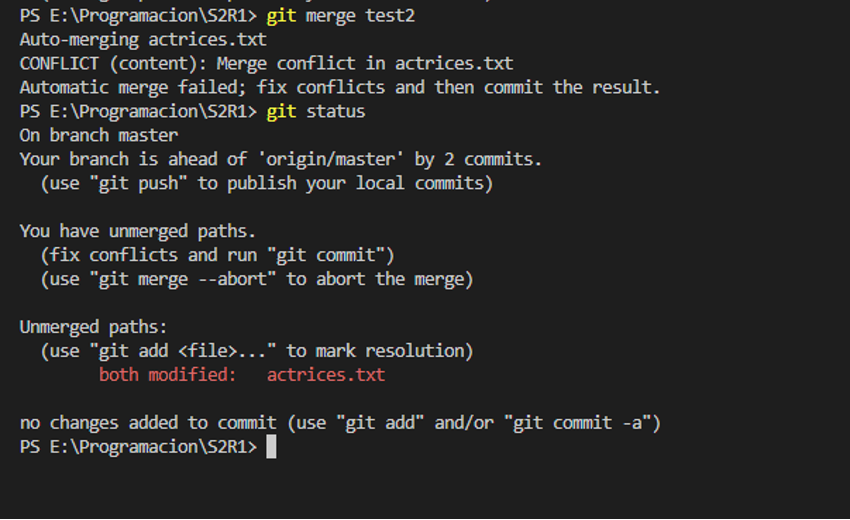 PS E:\Programacion\S2R1> git merge test2
Auto-merging actrices.txt
CONFLICT (content): Merge conflict in actrices.txt
Automatic merge failed; fix conflicts and then commit the result.
PS E:\Programacion\S2R1> git status
On branch master
Your branch is ahead of 'origin/master' by 2 commits.
  (use "git push" to publish your local commits)

You have unmerged paths.
  (fix conflicts and run "git commit")
  (use "git merge --abort" to abort the merge)

Unmerged paths:
  (use "git add <file>..." to mark resolution)
        both modified:   actrices.txt

no changes added to commit (use "git add" and/or "git commit -a")
PS E:\Programacion\S2R1>